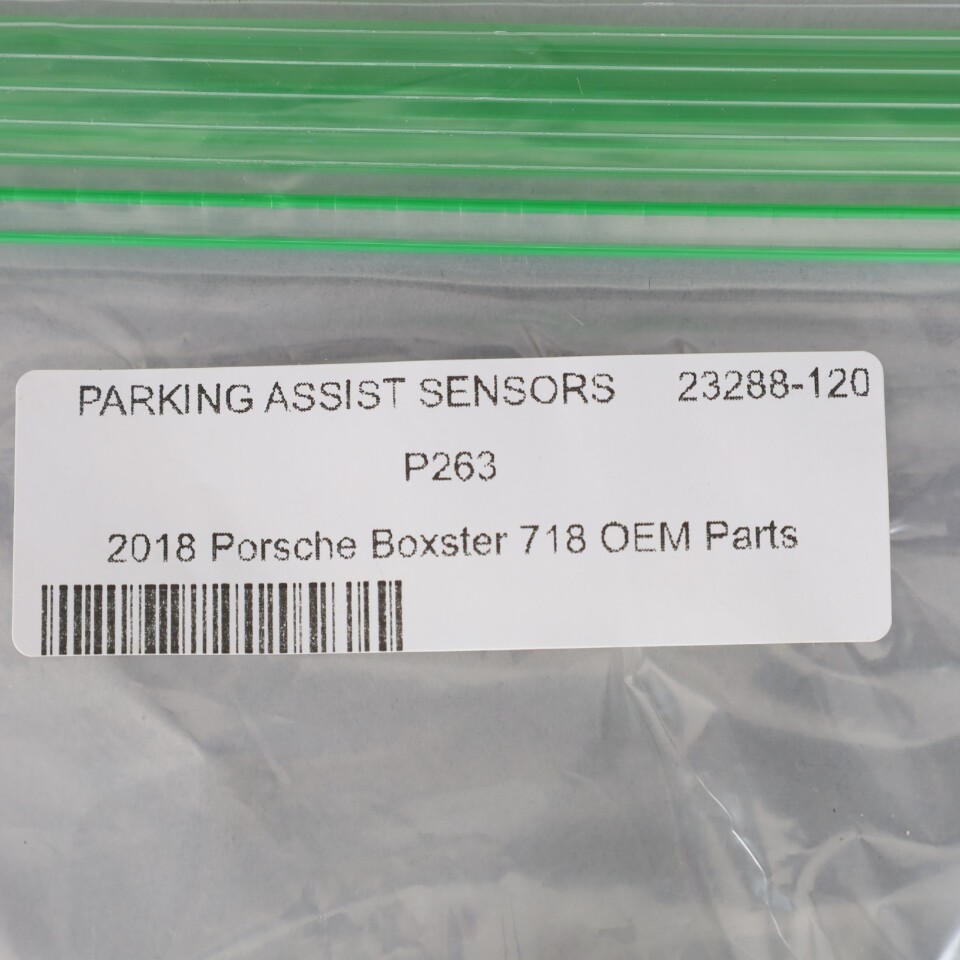 PARKING ASSIST SENSORS 23288-120
P263
2018 Porsche Boxster 718 OEM Parts